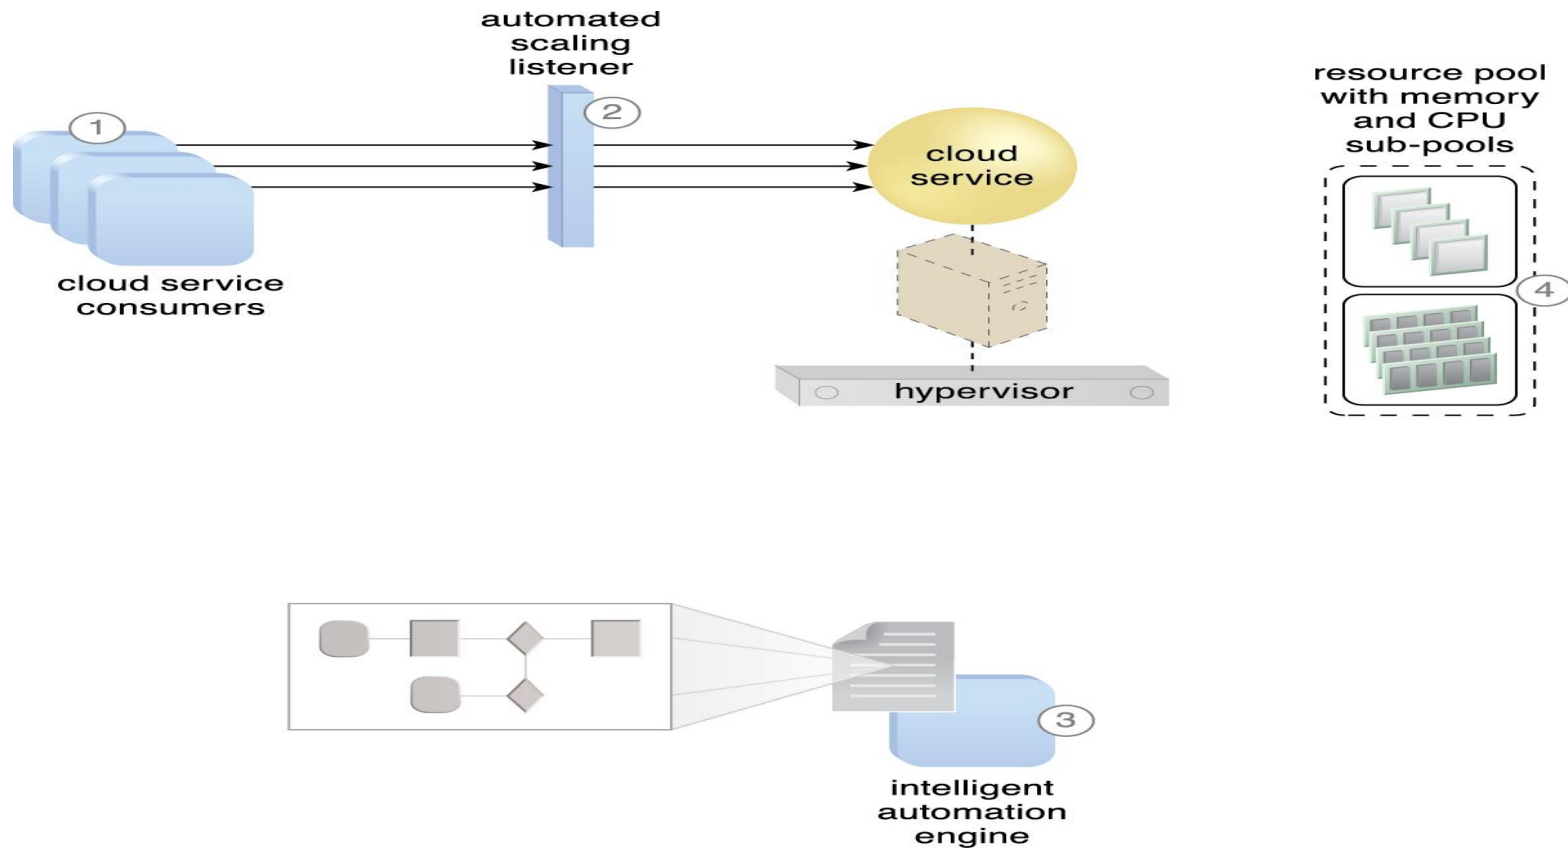 automated
scaling
listener
1
2
cloud
service
cloud service
consumers
hypervisor
resource pool
with memory
and CPU
sub-pools
4
3
intelligent
automation
engine